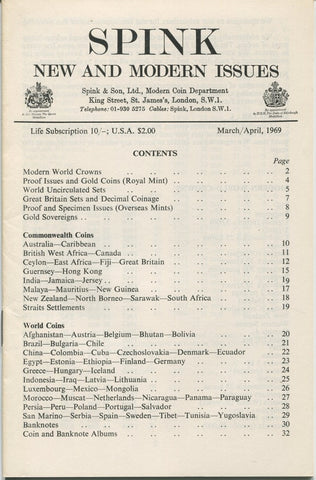 SPINK
NEW AND MODERN ISSUES
Spink & Son, Ltd., Modern Coin Department
King Street, St. James's, London, S.W.1.
Telephone: 01-930 5275 Cables: Spink, London S.W.1.
Life Subscription 10/-; U.S.A. $2.00 March/April, 1969
CONTENTS
Page
Modern World Crowns .. .. .. .. .. .. 2
Proof Issues and Gold Coins (Royal Mint) .. .. .. 4
World Uncirculated Sets .. .. .. .. .. 5
Great Britain Sets and Decimal Coinage .. .. .. 7
Proof and Specimen Issues (Overseas Mints) .. .. .. 8
Gold Sovereigns .. .. .. .. .. .. 9
Commonwealth Coins
Australia—Caribbean .. .. .. .. .. 10
British West Africa—Canada .. .. .. .. 11
Ceylon—East Africa—Fiji—Great Britain .. .. .. 12
Guernsey—Hong Kong .. .. .. .. .. 15
India—Jamaica—Jersey .. .. .. .. .. 19
Malaya—Mauritius—New Guinea .. .. .. .. 17
New Zealand—North Borneo—Sarawak—South Africa .. .. 18
Straits Settlements .. .. .. .. .. .. 19
World Coins
Afghanistan—Austria—Belgium—Bhutan—Bolivia .. .. 20
Brazil—Bulgaria—Chile .. .. .. .. .. 21
China—Colombia—Cuba—Czechoslovakia—Denmark—Ecuador .. 22
Egypt—Estonia—Ethiopia—Finland—Germany .. .. 23
Greece—Hungary—Iceland .. .. .. .. .. 24
Indonesia—Iraq—Latvia—Lithuania .. .. .. .. 25
Luxembourg—Mexico—Mongolia .. .. .. .. 26
Morocco—Muscat—Netherlands—Nicaragua—Panama—Paraguay .. 27
Persia—Peru—Poland—Portugal—Salvador .. .. .. 28
San Marino—Serbia—Spain—Sweden—Tibet—Tunisia—Yugoslavia .. 29
Banknotes .. .. .. .. .. .. .. 30
Coin and Banknote Albums .. .. .. .. .. 32